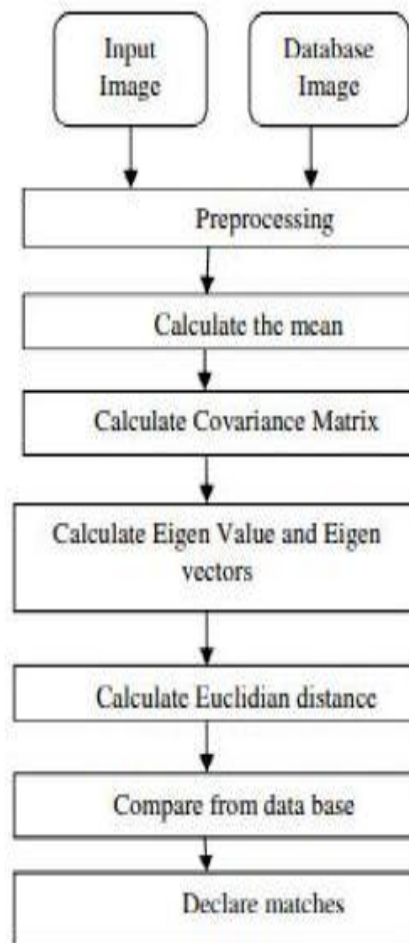 Input
Image
Database
Image
Preprocessing
Calculate the mean
Calculate Covariance Matrix
Calculate Eigen Value and Eigen
vectors
Calculate Euclidian distance
Compare from data base
Declare matches